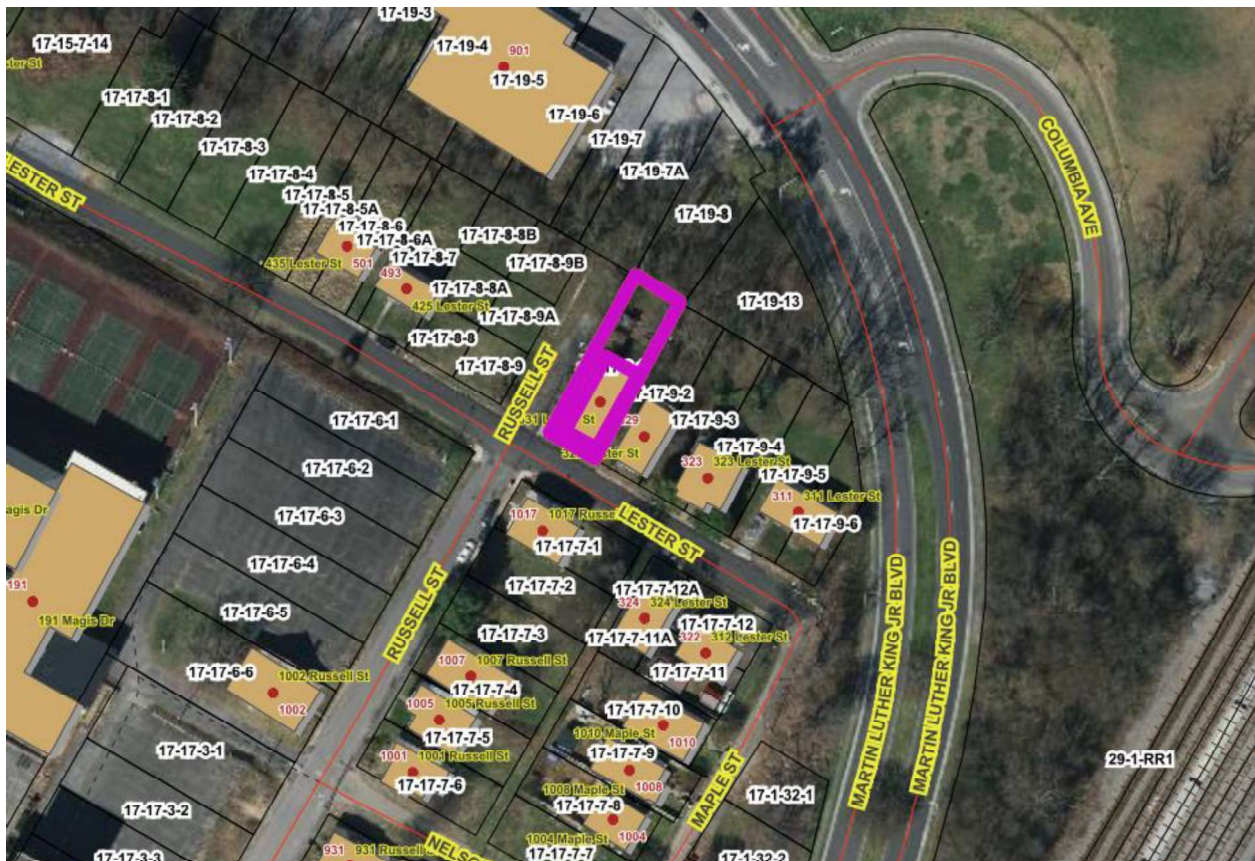 17-19-3
17-15-7-14
17-19-4
901
17-19-5
17-17-8-1
17-19-6
17-17-8-2
17-19-7
17-17-8-3
COLUMBIA AVE
17-19-7A
LESTER ST
17-17-8-4
17-17-8-5
17-17-8-5A
17-19-8
17-17-8-6
17-17-8-8B
17-17-8-6A
17-17-8-7
435 Lester St
501
493
17-17-8-9B
17-17-8-8A
17-19-13
425 Lester St
17-17-8-9A
17-17-8-8
17-17-8-9
RUSSELL ST
17-17-9-2
17-17-9-3
17-17-6-1
17-17-9-4
323
323 Lester St
17-17-9-5
17-17-6-2
311
311 Lester St
17-17-9-6
17-17-6-3
1017
LESTER ST
17-17-7-1
17-17-6-4
17-17-7-2
17-17-7-12A
191
324
324 Lester St
17-17-6-5
191 Magis Dr
17-17-7-12
RUSSELL ST
17-17-7-3
17-17-7-11A
322
312 Lester St
1007
1007 Russell St
17-17-6-6
1002 Russell St
17-17-7-11
17-17-7-4
1005
1005 Russell St
1002
17-17-7-10
17-17-7-5
1010 Maple St
1010
17-17-3-1
1001
1001 Russell St
17-17-7-9
MARTIN LUTHER KING JR BLVD
MARTIN LUTHER KING JR BLVD
29-1-RR1
17-17-7-6
1008 Maple St
1008
MAPLE ST
17-1-32-1
17-17-7-8
17-17-3-2
1004 Maple St
1004
931
17-17-7-7
17-17-3-3
17-1-32-2